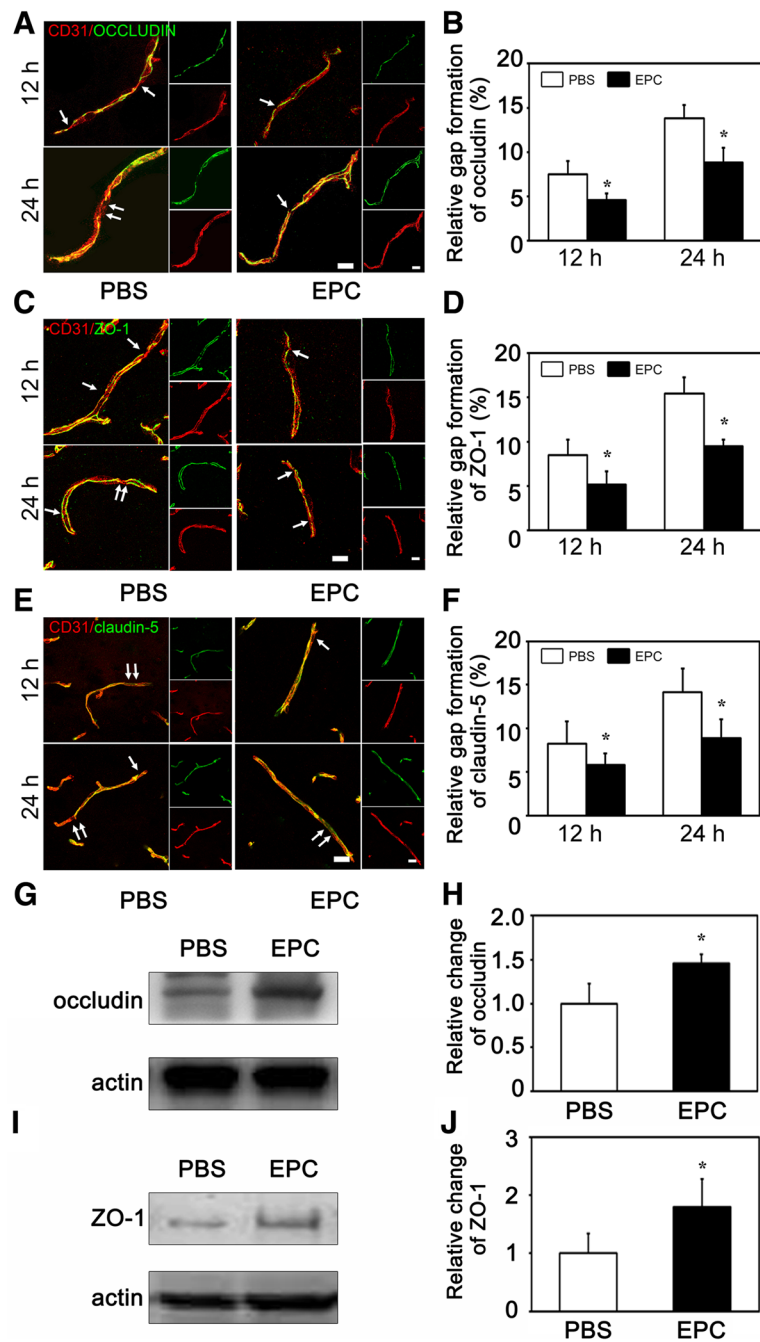 A
CD31/OCCLUDIN
12 h
24 h
PBS
EPC
B
Relative gap formation
of occludin (%)
20
15
10
5
0
PBS
EPC
*
*
12 h
24 h
C
CD31/ZO-1
12 h
24 h
PBS
EPC
D
Relative gap formation
of ZO-1 (%)
20
15
10
5
0
PBS
EPC
*
*
12 h
24 h
E
CD31/claudin-5
12 h
24 h
PBS
EPC
F
Relative gap formation
of claudin-5 (%)
20
15
10
5
0
PBS
EPC
*
*
12 h
24 h
G
PBS
EPC
occludin
actin
H
Relative change
of occludin
2.0
1.5
1.0
0.5
0.0
*
PBS
EPC
I
PBS
EPC
ZO-1
actin
J
Relative change
of ZO-1
3
2
1
0
*
PBS
EPC